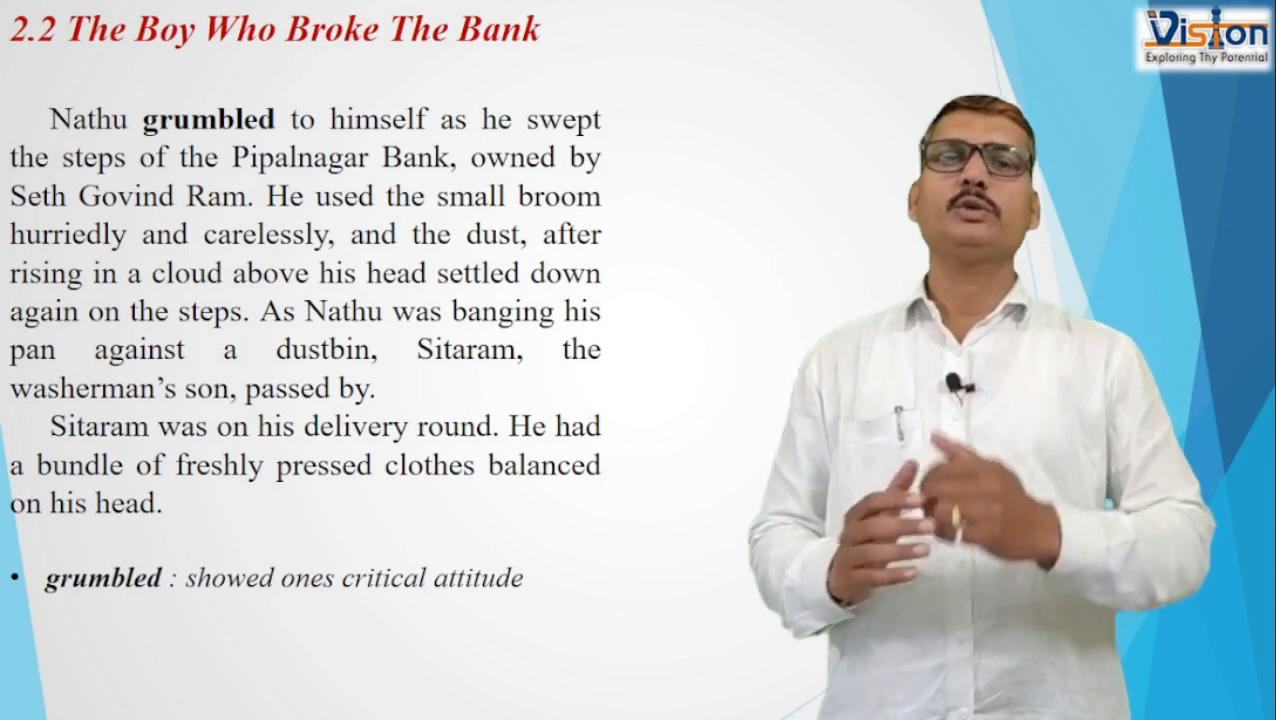 2.2 The Boy Who Broke The Bank
Vision
Exploring Thy Potential
Nathu grumbled to himself as he swept
the steps of the Pipalnagar Bank, owned by
Seth Govind Ram. He used the small broom
hurriedly and carelessly, and the dust, after
rising in a cloud above his head settled down
again on the steps. As Nathu was banging his
pan against a dustbin, Sitaram, the
washerman's son, passed by.
Sitaram was on his delivery round. He had
a bundle of freshly pressed clothes balanced
on his head.
• grumbled : showed ones critical attitude